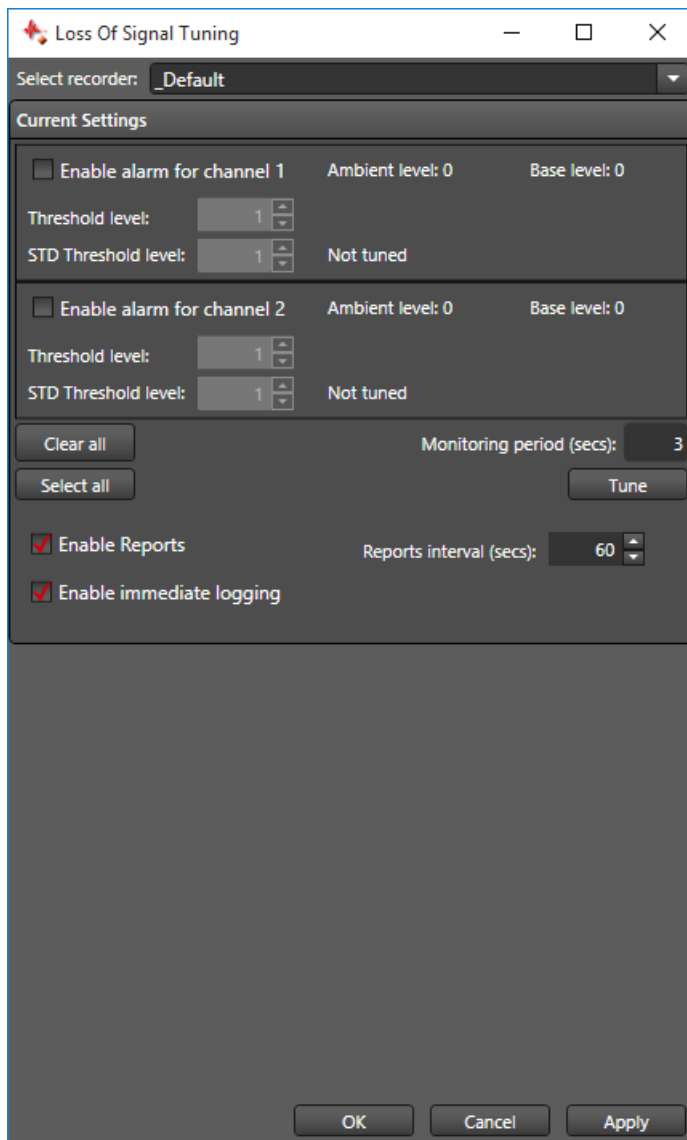 Loss Of Signal Tuning
Select recorder: _Default
Current Settings
Enable alarm for channel 1 Ambient level: 0 Base level: 0
Threshold level: 1
STD Threshold level: 1 Not tuned
Enable alarm for channel 2 Ambient level: 0 Base level: 0
Threshold level: 1
STD Threshold level: 1 Not tuned
Clear all Monitoring period (secs): 3
Select all Tune
Enable Reports Reports interval (secs): 60
Enable immediate logging
OK Cancel Apply